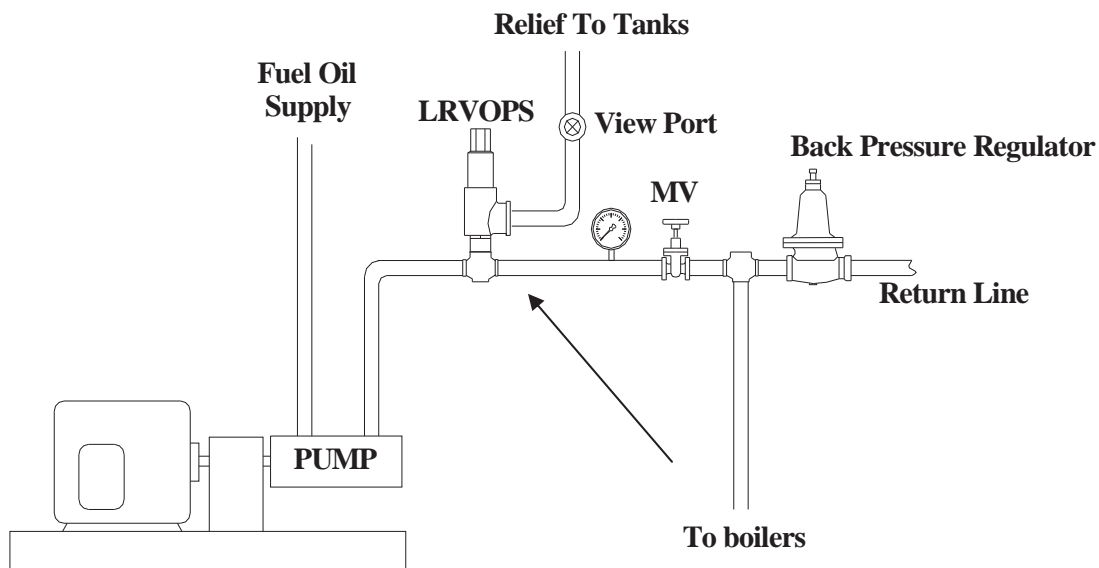 Relief To Tanks
Fuel Oil
Supply
LRVOPS
View Port
Back Pressure Regulator
MV
Return Line
PUMP
To boilers